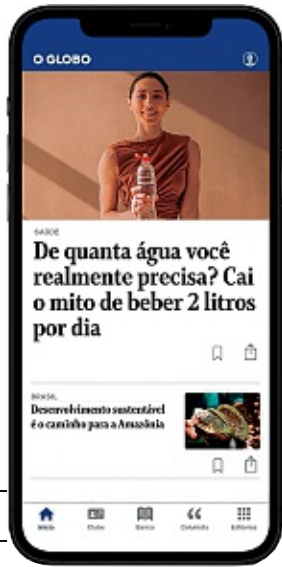 O GLOBO
SAÚDE
De quanta água você
realmente precisa? Cai
o mito de beber 2 litros
por dia
BRASIL
Desenvolvimento sustentável
é o caminho para a Amazônia
Início
Clube
Banca
Colunista
Editorias